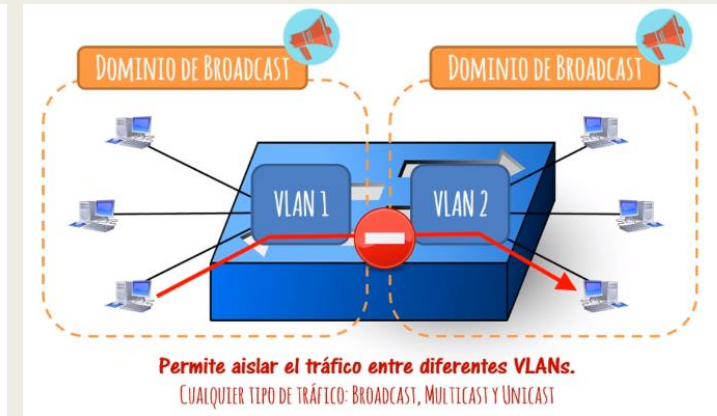 DOMINIO DE BROADCAST
DOMINIO DE BROADCAST
VLAN 1
VLAN 2
Permite aislar el tráfico entre diferentes VLANs.
CUALQUIER TIPO DE TRÁFICO: BROADCAST, MULTICAST Y UNICAST